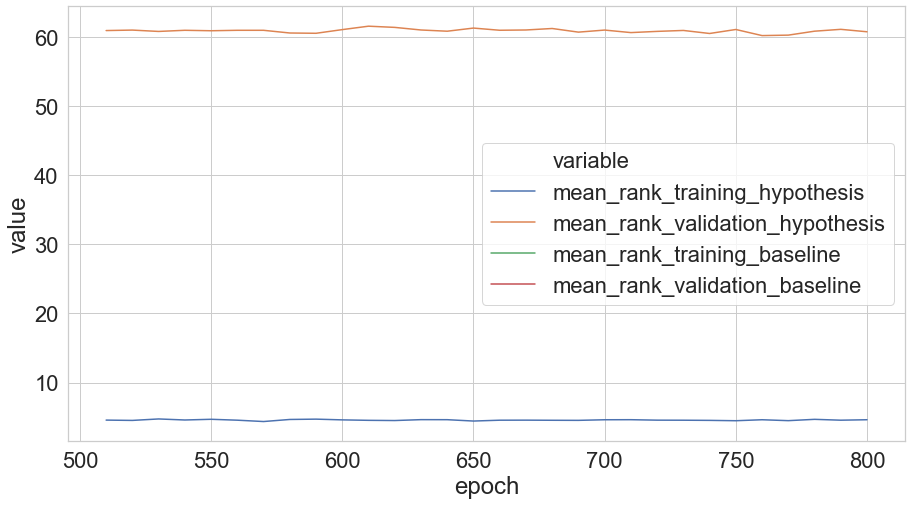 60
50
40
30
20
10
value
variable
mean_rank_training_hypothesis
mean_rank_validation_hypothesis
mean_rank_training_baseline
mean_rank_validation_baseline
500 550 600 650 700 750 800
epoch